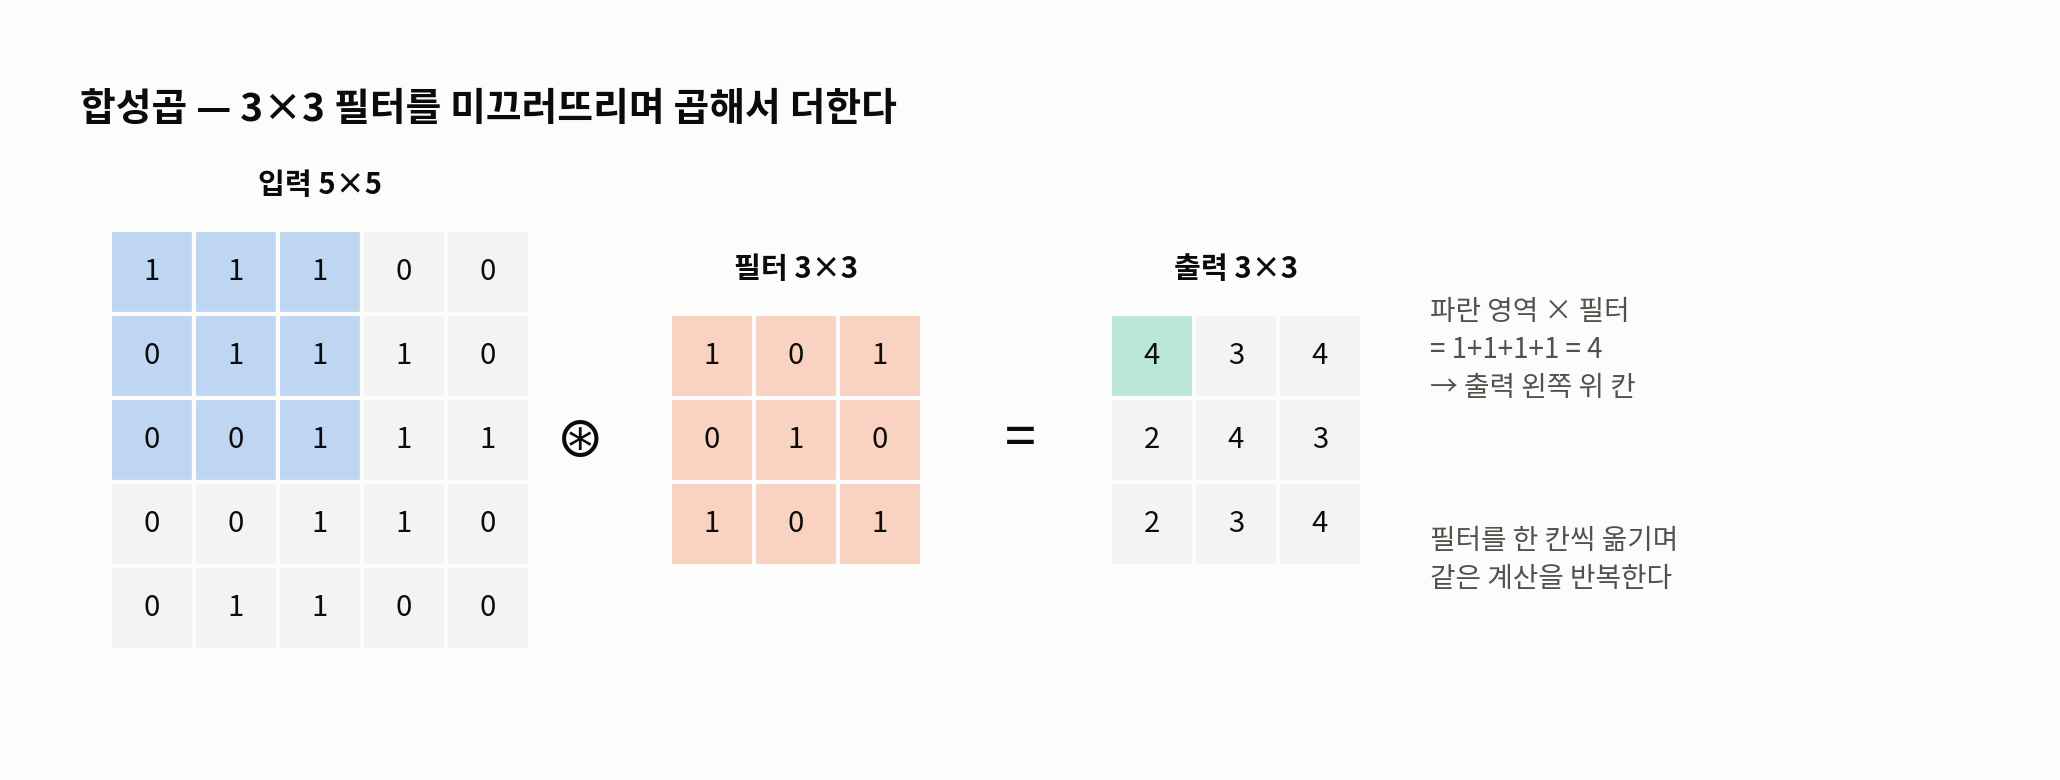 합성곱 — 3×3 필터를 미끄러뜨리며 곱해서 더한다
입력 5×5
1 1 1 0 0
0 1 1 1 0
0 0 1 1 1
0 0 1 1 0
0 1 1 0 0
⊛
필터 3×3
1 0 1
0 1 0
1 0 1
=
출력 3×3
4 3 4
2 4 3
2 3 4
파란 영역 × 필터
= 1+1+1+1 = 4
→ 출력 왼쪽 위 칸
필터를 한 칸씩 옮기며
같은 계산을 반복한다